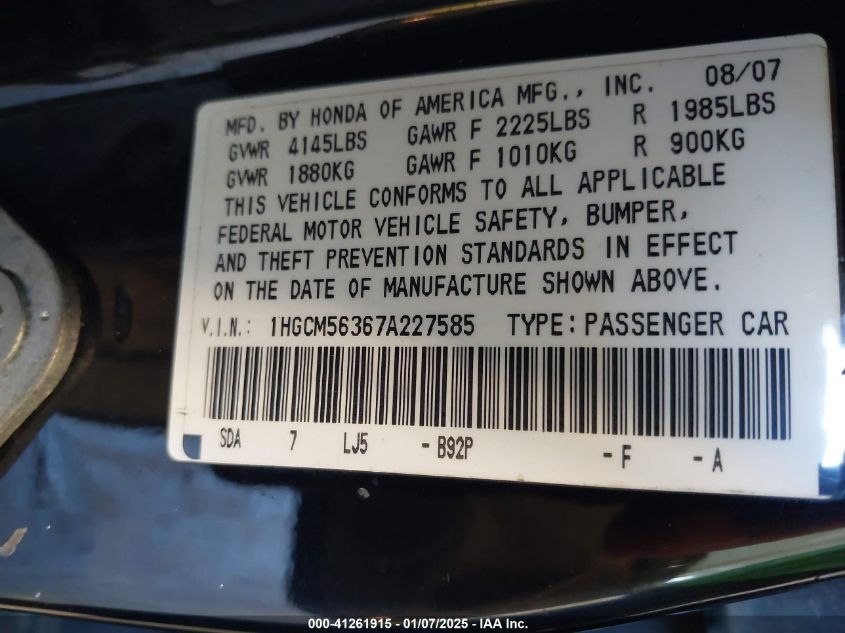 MFD. BY HONDA OF AMERICA MFG., INC. 08/07
GVWR 4145LBS GAWR F 2225LBS R 1985LBS
GVWR 1880KG GAWR F 1010KG R 900KG
THIS VEHICLE CONFORMS TO ALL APPLICABLE
FEDERAL MOTOR VEHICLE SAFETY, BUMPER,
AND THEFT PREVENTION STANDARDS IN EFFECT
ON THE DATE OF MANUFACTURE SHOWN ABOVE.
V.I.N.: 1HGCM56367A227585 TYPE: PASSENGER CAR
SDA 7 LJ5 - B92P - F - A
000-41261915 - 01/07/2025 - IAA Inc.